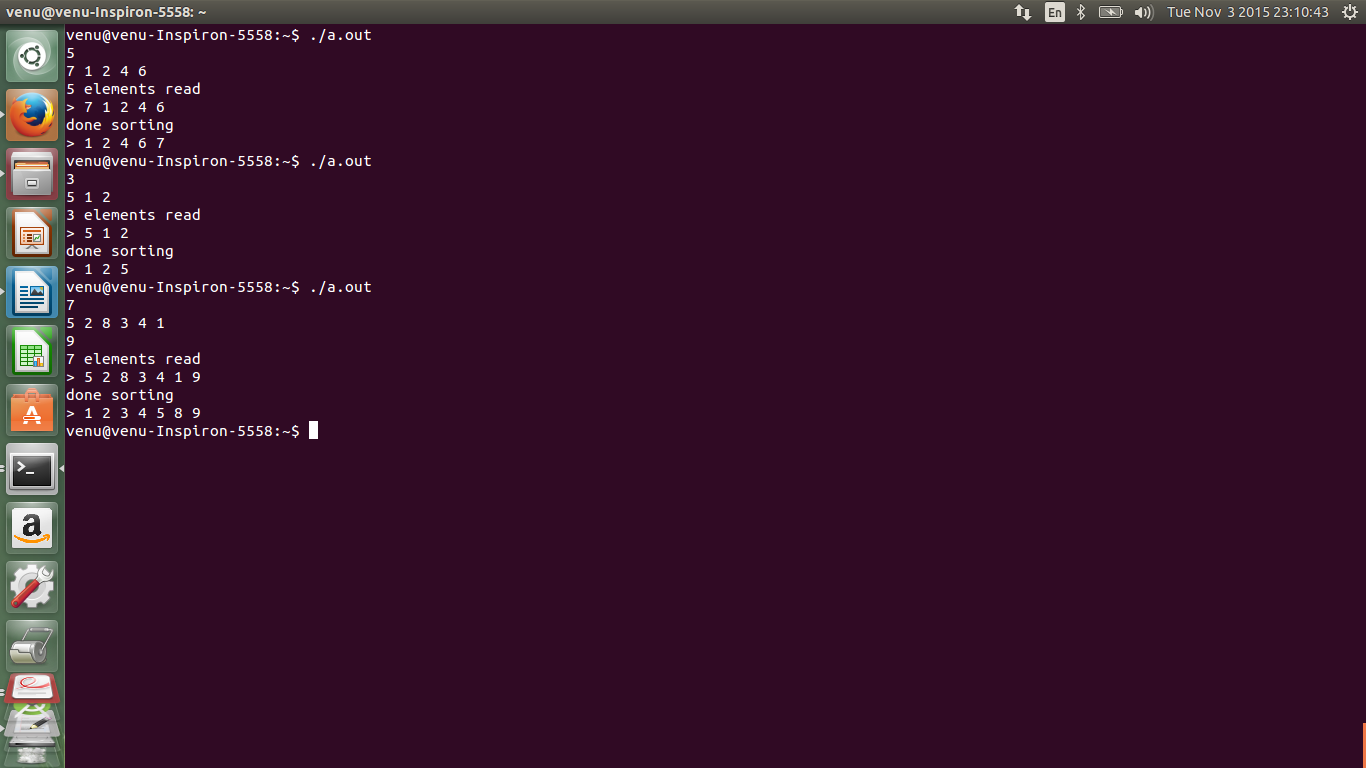 venu@venu-Inspiron-5558: ~
En
Tue Nov 3 2015 23:10:43
venu@venu-Inspiron-5558:~$ ./a.out
5
7 1 2 4 6
5 elements read
> 7 1 2 4 6
done sorting
> 1 2 4 6 7
venu@venu-Inspiron-5558:~$ ./a.out
3
5 1 2
3 elements read
> 5 1 2
done sorting
> 1 2 5
venu@venu-Inspiron-5558:~$ ./a.out
7
5 2 8 3 4 1
9
7 elements read
> 5 2 8 3 4 1 9
done sorting
> 1 2 3 4 5 8 9
venu@venu-Inspiron-5558:~$